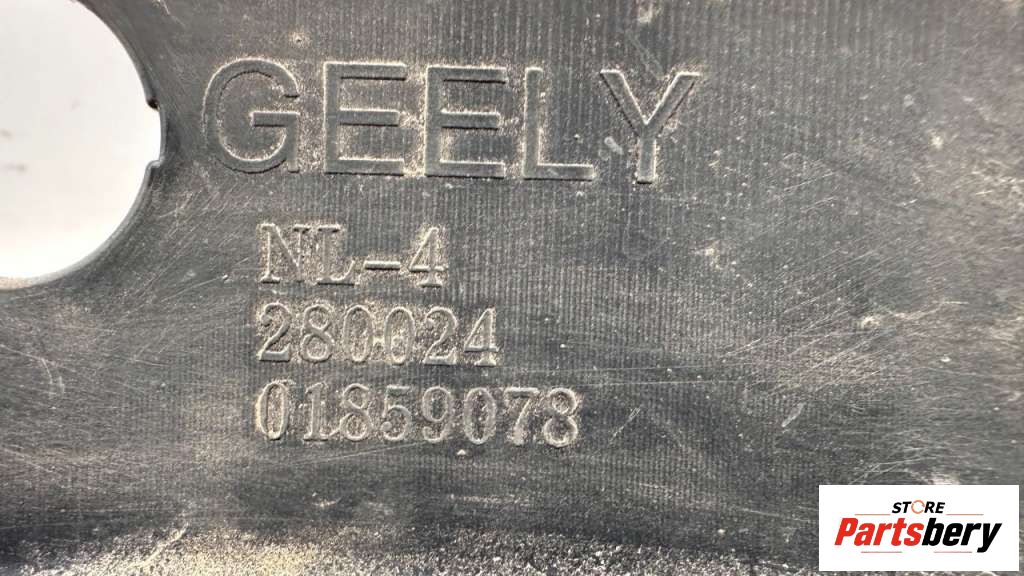 GEELY
NL-4
280024
01859078
STORE
Partsbery